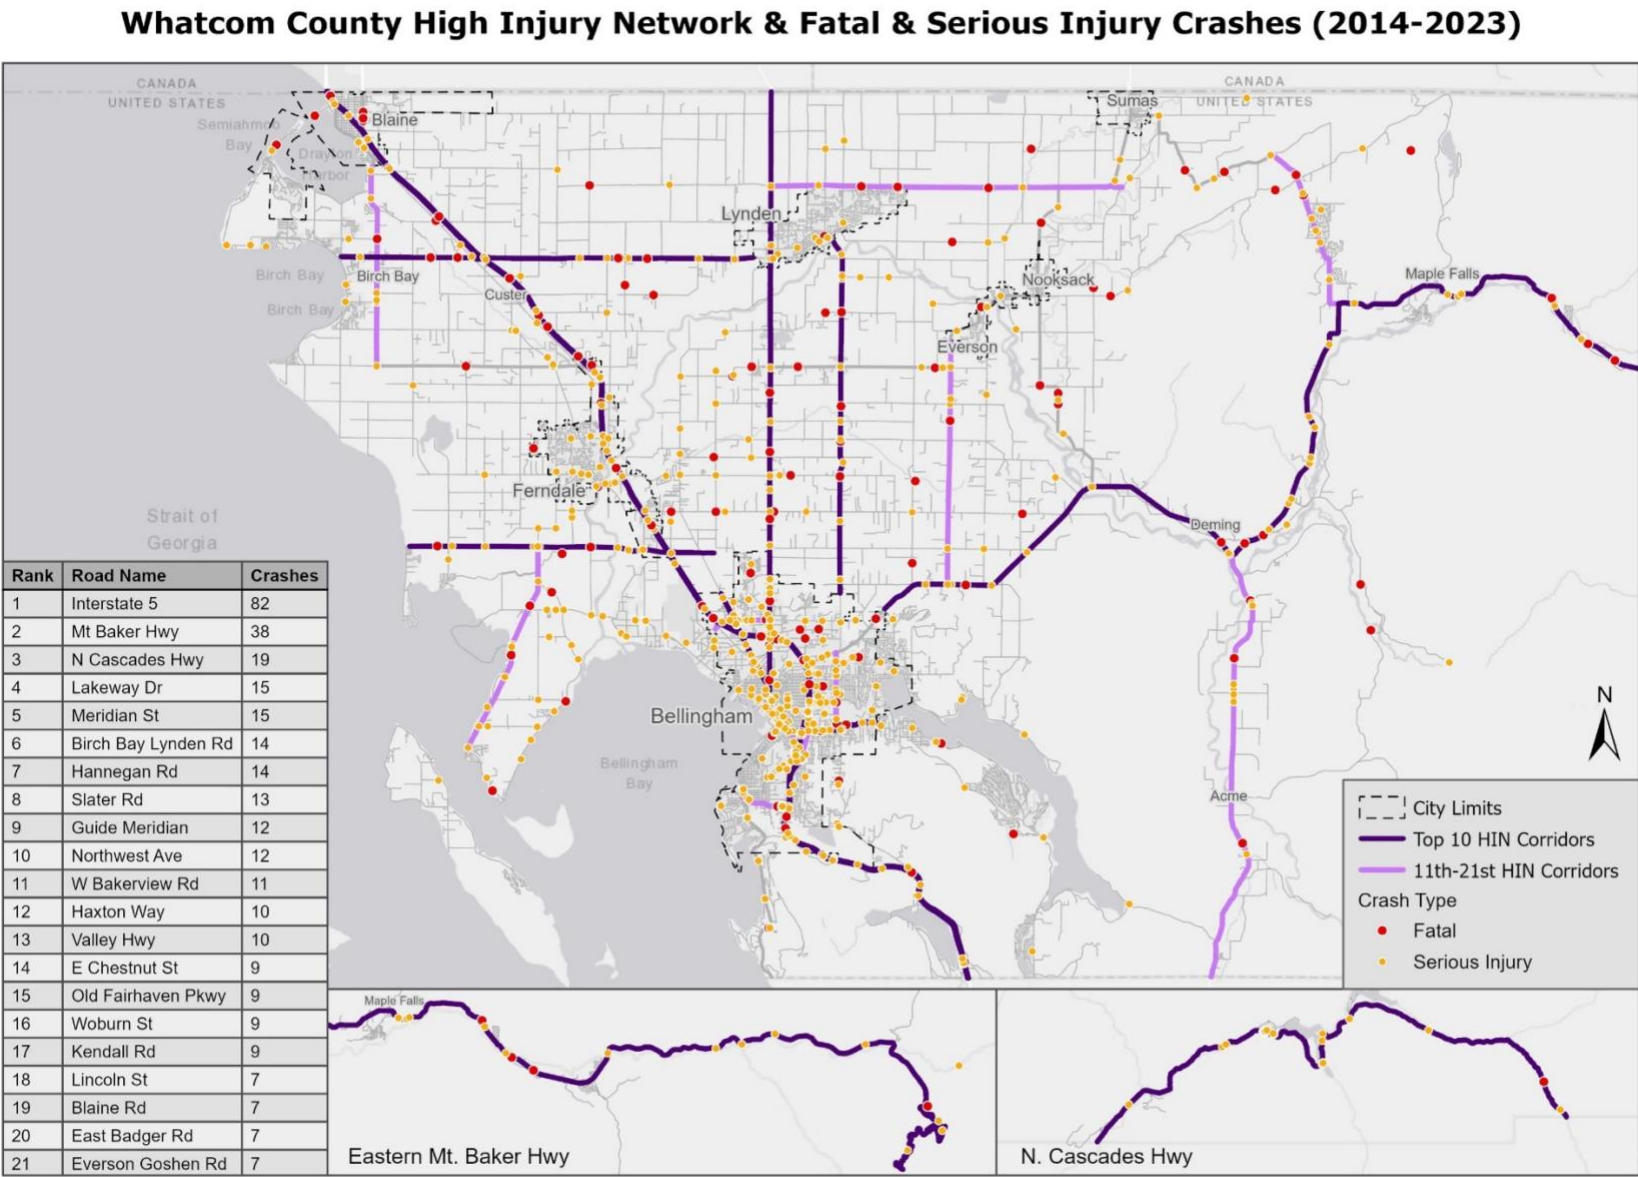 Whatcom County High Injury Network & Fatal & Serious Injury Crashes (2014-2023)
CANADA
UNITED STATES
CANADA
UNITED STATES
Semiahmoo
Bay
Blaine
Drayton
Harbor
Sumas
Lynden
Birch Bay
Birch Bay
Birch Bay
Custer
Nooksack
Everson
Maple Falls
Ferndale
Strait of
Georgia
Deming
Bellingham
Bellingham
Bay
Acme
N
Rank Road Name Crashes
1 Interstate 5 82
2 Mt Baker Hwy 38
3 N Cascades Hwy 19
4 Lakeway Dr 15
5 Meridian St 15
6 Birch Bay Lynden Rd 14
7 Hannegan Rd 14
8 Slater Rd 13
9 Guide Meridian 12
10 Northwest Ave 12
11 W Bakerview Rd 11
12 Haxton Way 10
13 Valley Hwy 10
14 E Chestnut St 9
15 Old Fairhaven Pkwy 9
16 Woburn St 9
17 Kendall Rd 9
18 Lincoln St 7
19 Blaine Rd 7
20 East Badger Rd 7
21 Everson Goshen Rd 7
City Limits
Top 10 HIN Corridors
11th-21st HIN Corridors
Crash Type
Fatal
Serious Injury
Maple Falls
Eastern Mt. Baker Hwy
N. Cascades Hwy